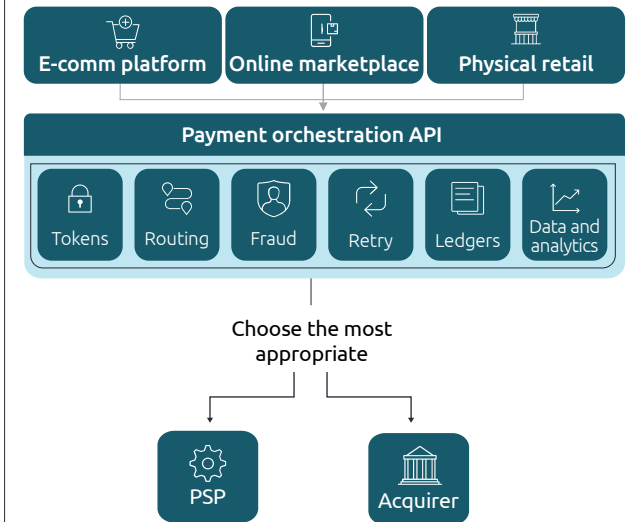 E-comm platform
Online marketplace
Physical retail
Payment orchestration API
Tokens
Routing
Fraud
Retry
Ledgers
Data and
analytics
Choose the most
appropriate
PSP
Acquirer